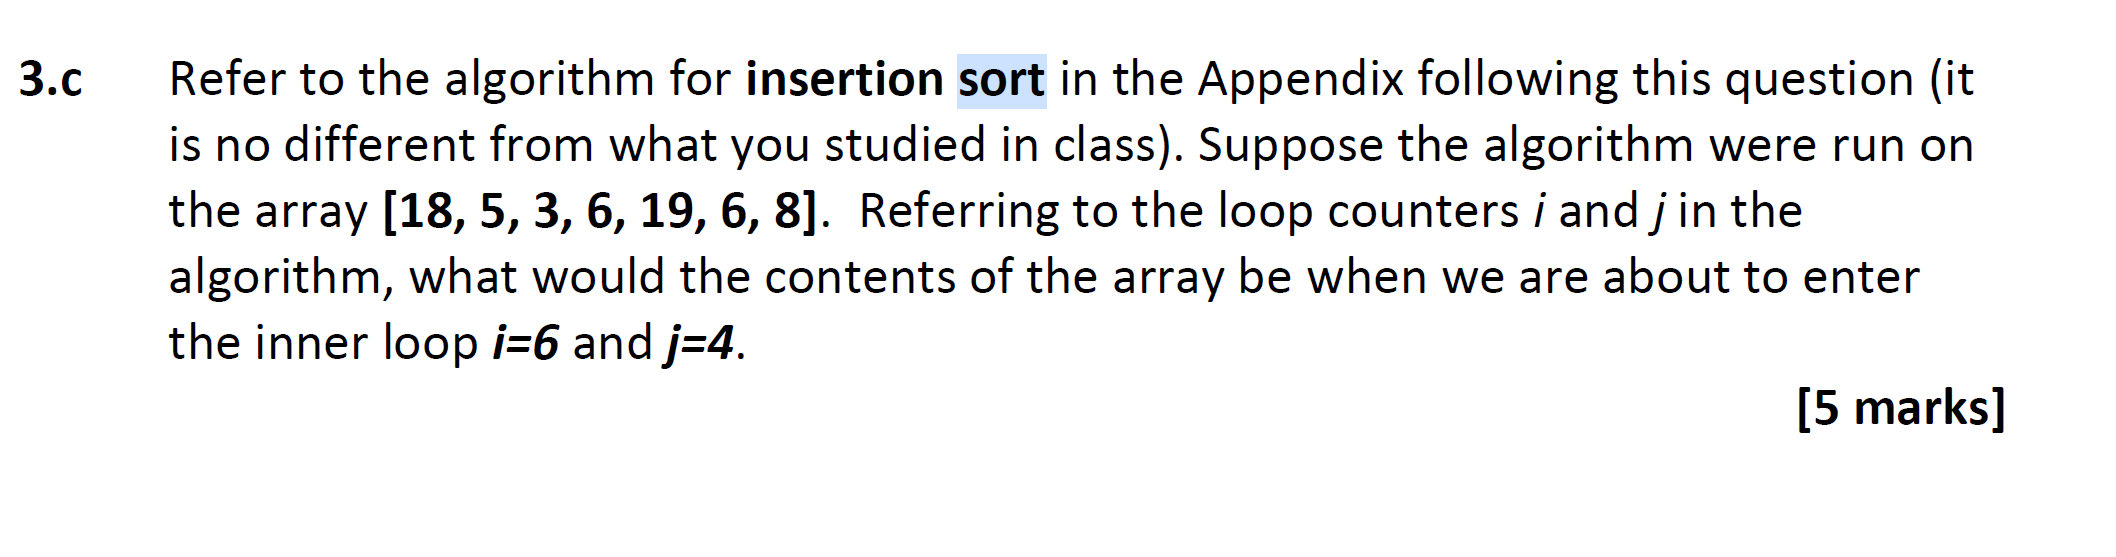 3.c Refer to the algorithm for insertion sort in the Appendix following this question (it
is no different from what you studied in class). Suppose the algorithm were run on
the array [18, 5, 3, 6, 19, 6, 8].  Referring to the loop counters i and j in the
algorithm, what would the contents of the array be when we are about to enter
the inner loop i=6 and j=4.
[5 marks]